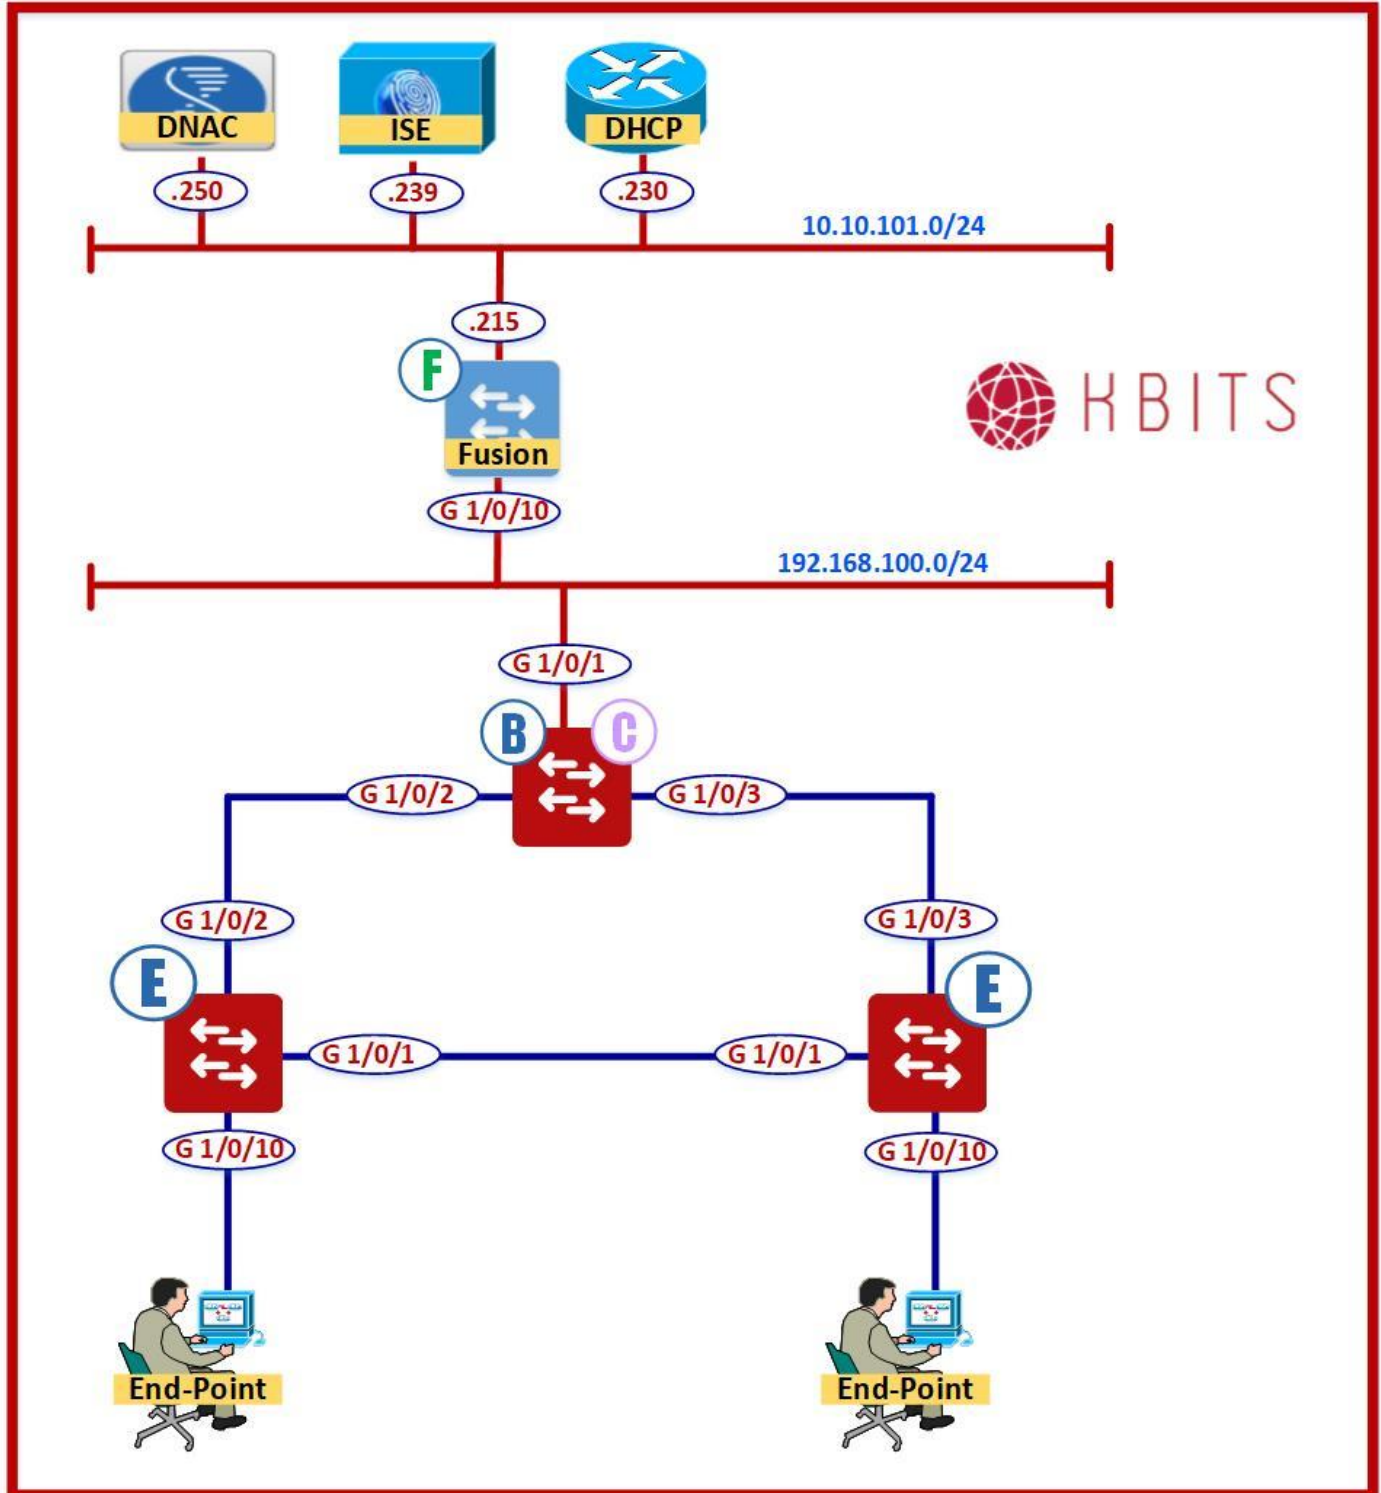 DNAC
ISE
DHCP
.250
.239
.230
10.10.101.0/24
.215
F
Fusion
KBITS
G 1/0/10
192.168.100.0/24
G 1/0/1
B
C
G 1/0/2
G 1/0/3
G 1/0/2
G 1/0/3
E
E
G 1/0/1
G 1/0/1
G 1/0/10
G 1/0/10
End-Point
End-Point